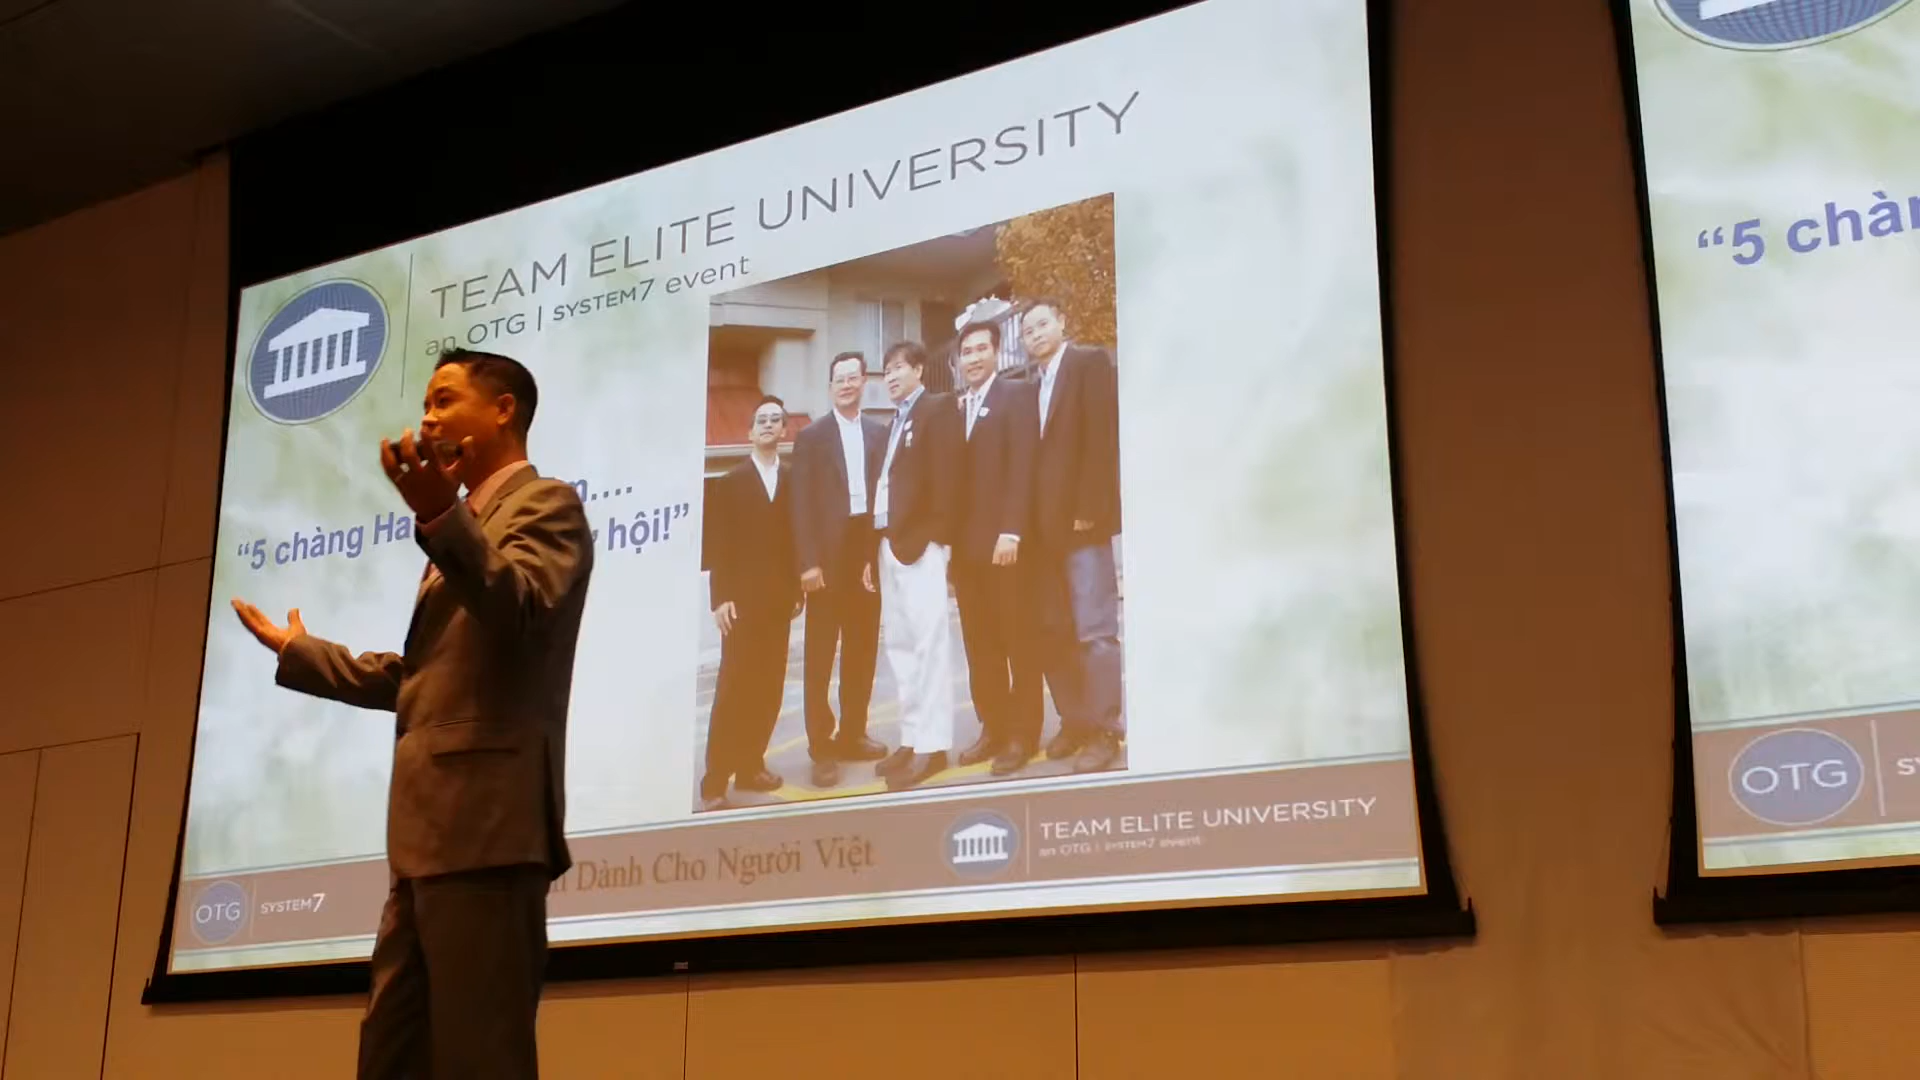 TEAM ELITE UNIVERSITY
an OTG | SYSTEM7 event
“5 chàng Ha
hội!”
OTG
SYSTEM7
Dành Cho Người Việt
TEAM ELITE UNIVERSITY
an OTG | SYSTEM7 event
“5 chàn
OTG